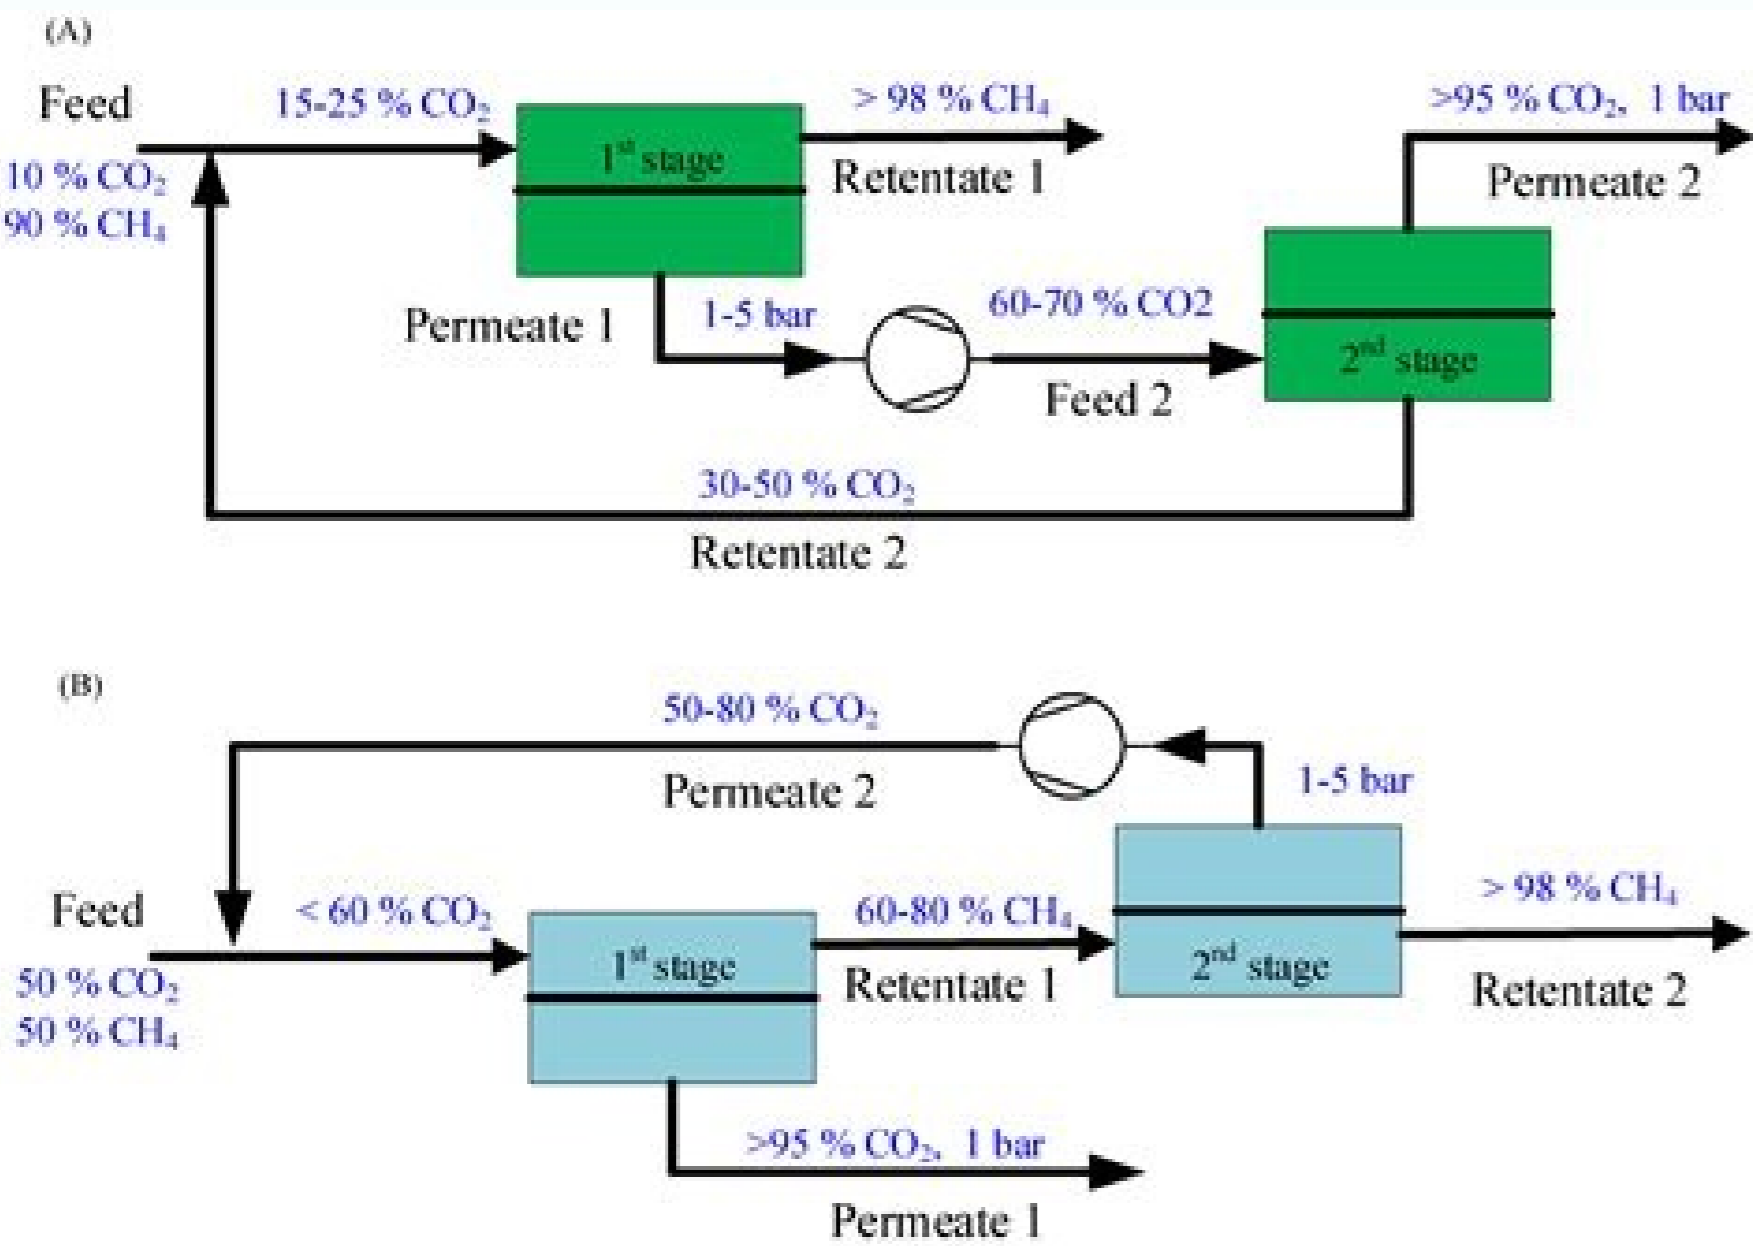 (A)
Feed
15-25 % CO₂
> 98 % CH₄
>95 % CO₂, 1 bar
10 % CO₂
90 % CH₄
1st stage
Retentate 1
Permeate 2
Permeate 1
1-5 bar
60-70 % CO2
Feed 2
2nd stage
30-50 % CO₂
Retentate 2
(B)
50-80 % CO₂
Permeate 2
1-5 bar
Feed
< 60 % CO₂
60-80 % CH₄
> 98 % CH₄
50 % CO₂
50 % CH₄
1st stage
Retentate 1
2nd stage
Retentate 2
>95 % CO₂, 1 bar
Permeate 1